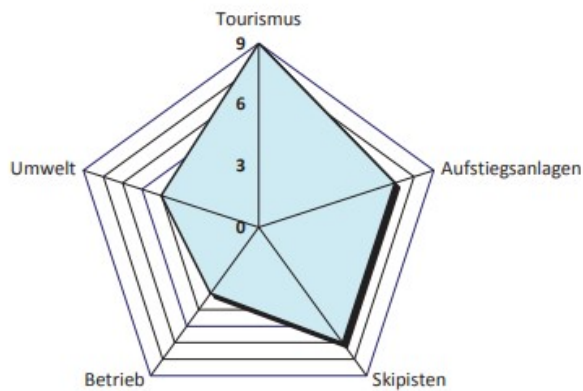 Tourismus
9
6
Umwelt
Aufstiegsanlagen
3
0
Betrieb
Skipisten